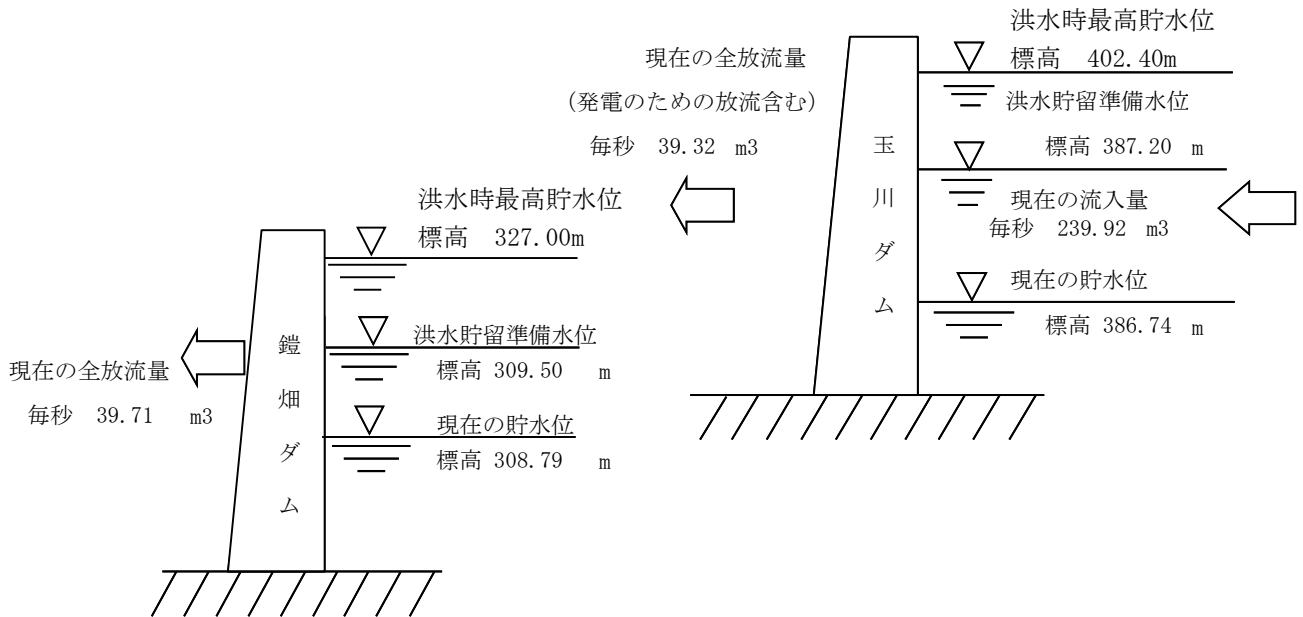 洪水時最高貯水位
標高 402.40m
洪水貯留準備水位
標高 387.20 m
現在の流入量
毎秒 239.92 m3
現在の貯水位
標高 386.74 m
玉川ダム
現在の全放流量
(発電のための放流含む)
毎秒 39.32 m3
洪水時最高貯水位
標高 327.00m
洪水貯留準備水位
標高 309.50 m
現在の貯水位
標高 308.79 m
鎧畑ダム
現在の全放流量
毎秒 39.71 m3